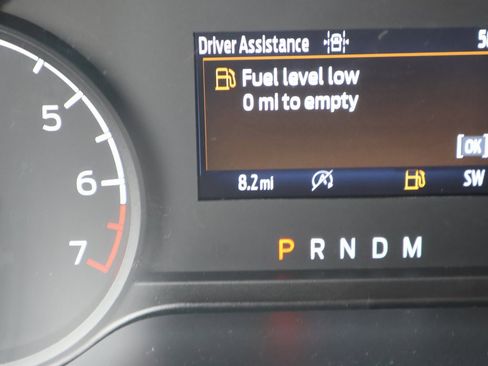 Driver Assistance
Fuel level low
0 mi to empty
[OK]
8.2 mi
SW
5
6
7
P R N D M